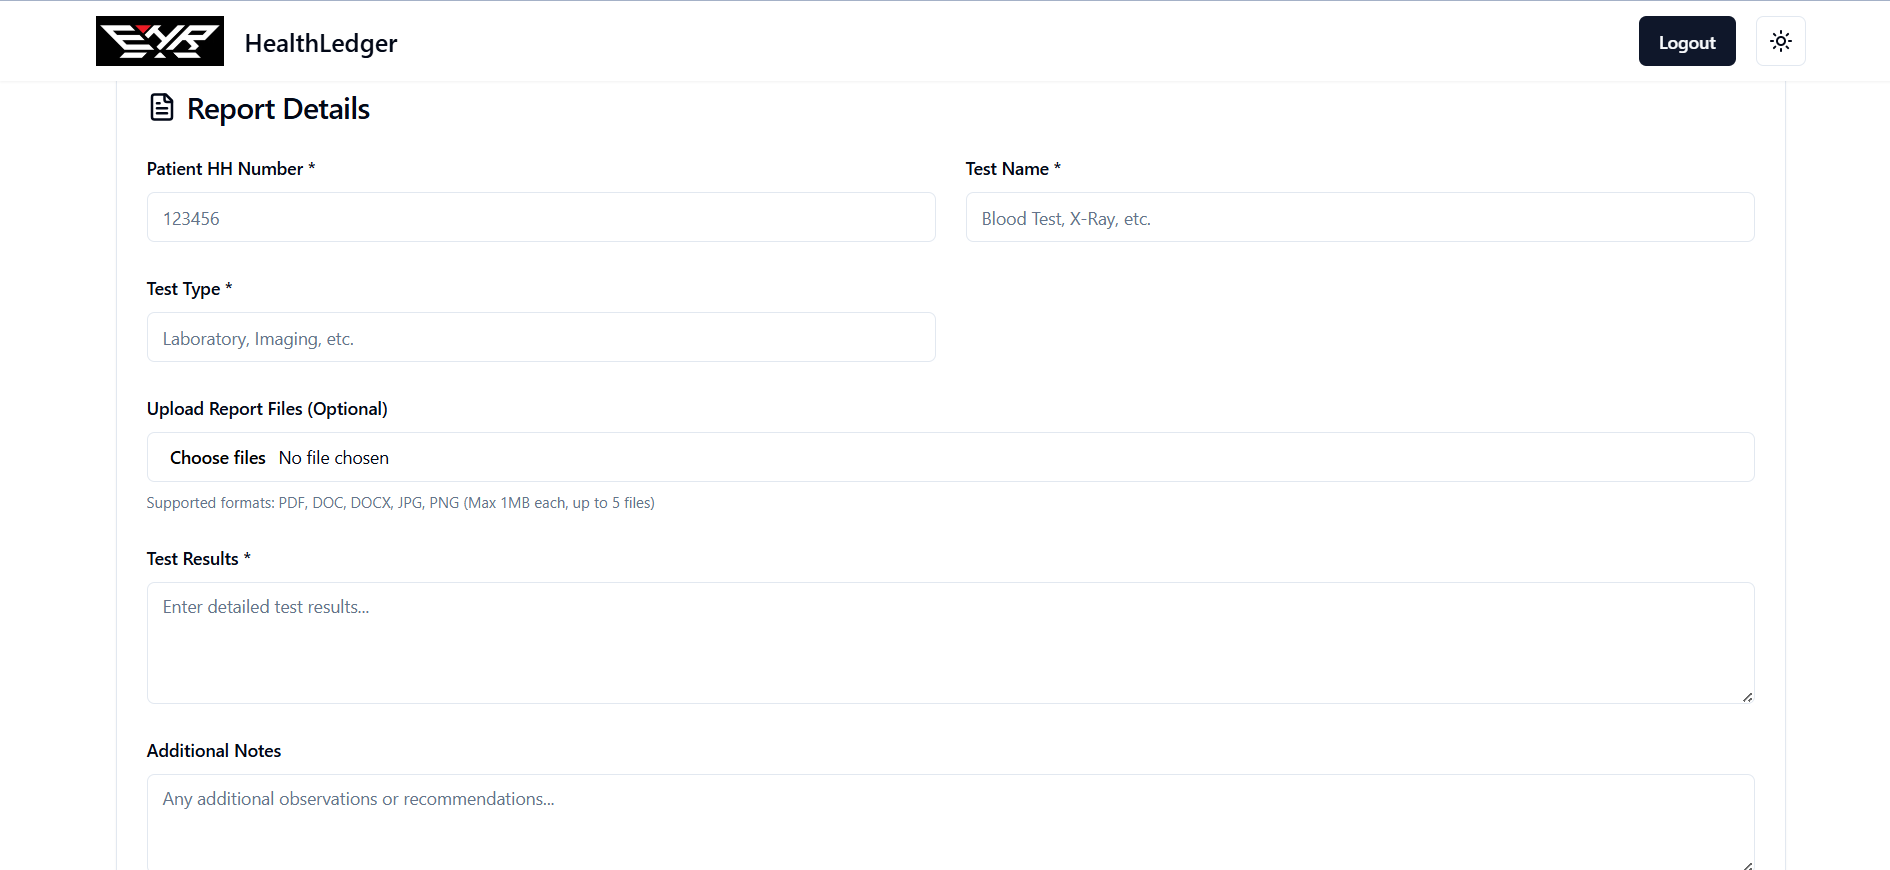 EHR
HealthLedger
Logout
Report Details
Patient HH Number *
Test Name *
123456
Blood Test, X-Ray, etc.
Test Type *
Laboratory, Imaging, etc.
Upload Report Files (Optional)
Choose files No file chosen
Supported formats: PDF, DOC, DOCX, JPG, PNG (Max 1MB each, up to 5 files)
Test Results *
Enter detailed test results...
Additional Notes
Any additional observations or recommendations...